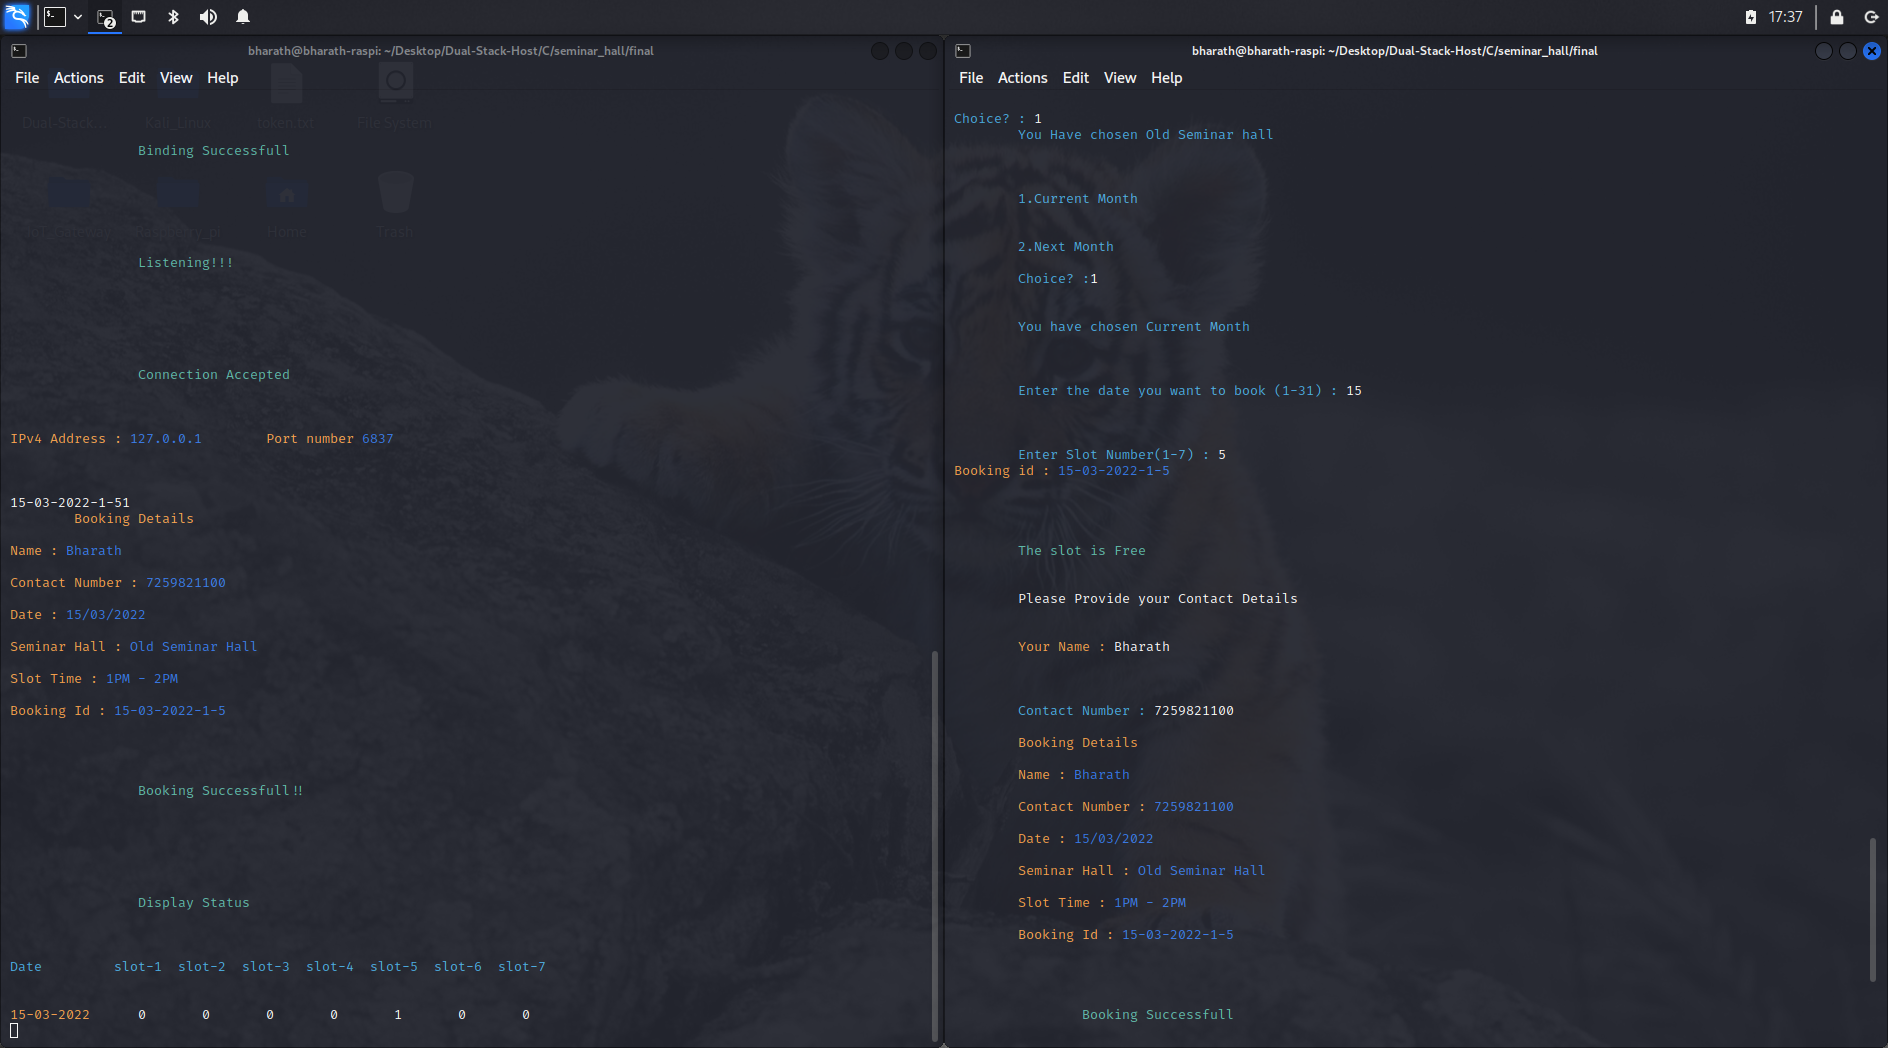 2
17:37
bharath@bharath-raspi: ~/Desktop/Dual-Stack-Host/C/seminar_hall/final
File Actions Edit View Help
Dual-Stack...
Kali_Linux
token.txt
File System
Binding Successfull
IoT_Gateway
Raspberry_pi
Home
Trash
Listening!!!
Connection Accepted
IPv4 Address : 127.0.0.1 Port number 6837
15-03-2022-1-51
Booking Details
Name : Bharath
Contact Number : 7259821100
Date : 15/03/2022
Seminar Hall : Old Seminar Hall
Slot Time : 1PM - 2PM
Booking Id : 15-03-2022-1-5
Booking Successfull!!
Display Status
Date slot-1 slot-2 slot-3 slot-4 slot-5 slot-6 slot-7
15-03-2022 0 0 0 0 1 0 0
bharath@bharath-raspi: ~/Desktop/Dual-Stack-Host/C/seminar_hall/final
File Actions Edit View Help
Choice? : 1
You Have chosen Old Seminar hall
1.Current Month
2.Next Month
Choice? :1
You have chosen Current Month
Enter the date you want to book (1-31) : 15
Enter Slot Number(1-7) : 5
Booking id : 15-03-2022-1-5
The slot is Free
Please Provide your Contact Details
Your Name : Bharath
Contact Number : 7259821100
Booking Details
Name : Bharath
Contact Number : 7259821100
Date : 15/03/2022
Seminar Hall : Old Seminar Hall
Slot Time : 1PM - 2PM
Booking Id : 15-03-2022-1-5
Booking Successfull